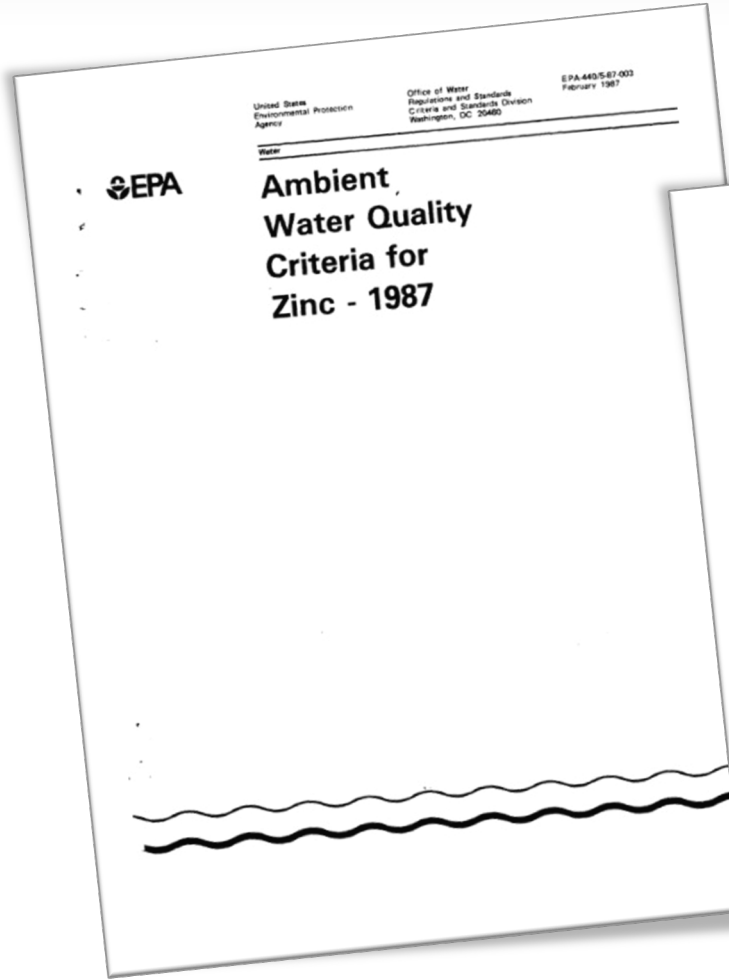 United States
Environmental Protection
Agency
Office of Water
Regulations and Standards
Criteria and Standards Division
Washington, DC 20460
EPA-440/5-87-003
February 1987
Water
EPA
Ambient
Water Quality
Criteria for
Zinc - 1987